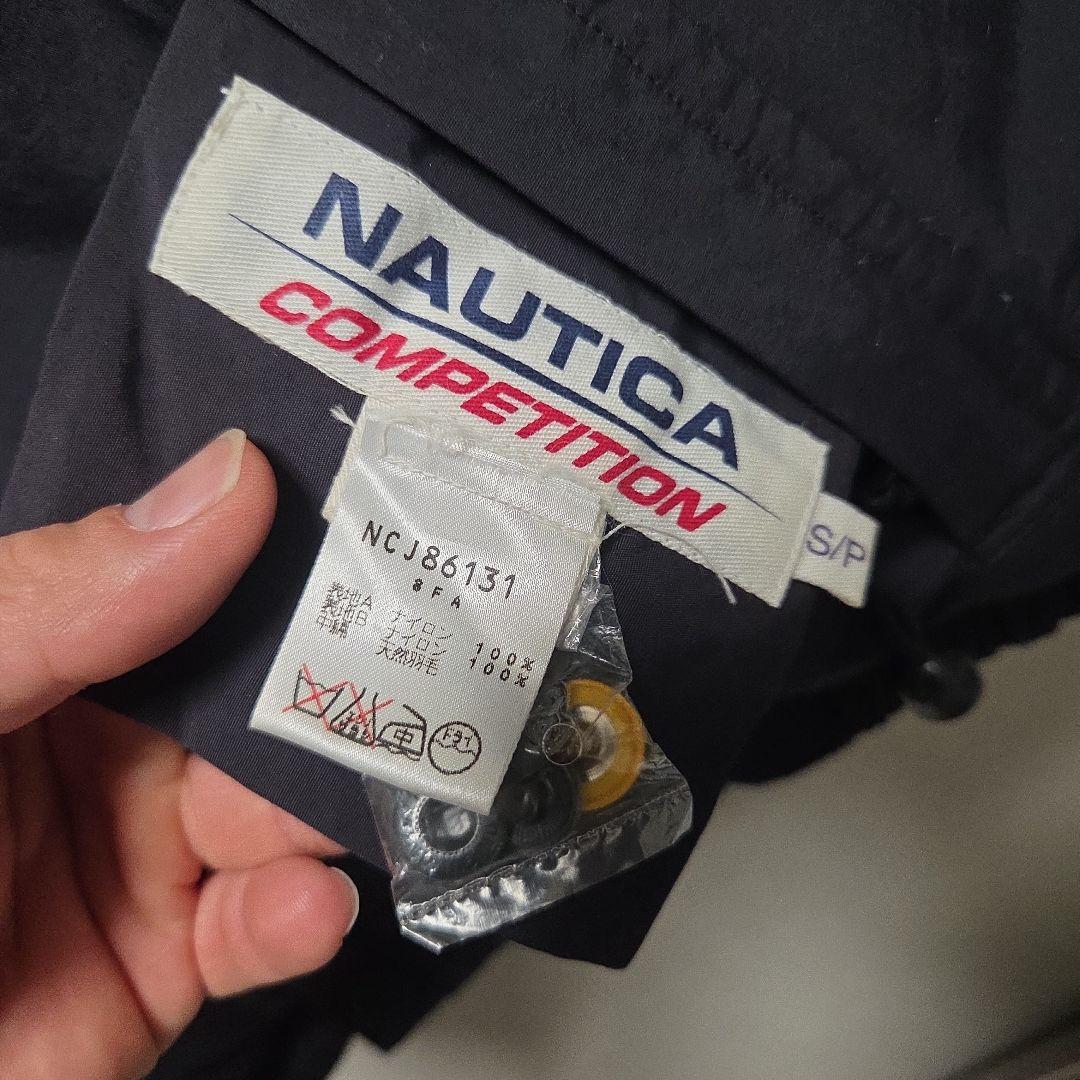 NAUTICA
COMPETITION
S/P
NCJ86131
8FA
表地A ナイロン 100%
表地B ナイロン 100%
中綿 天然羽毛
中
ドライ